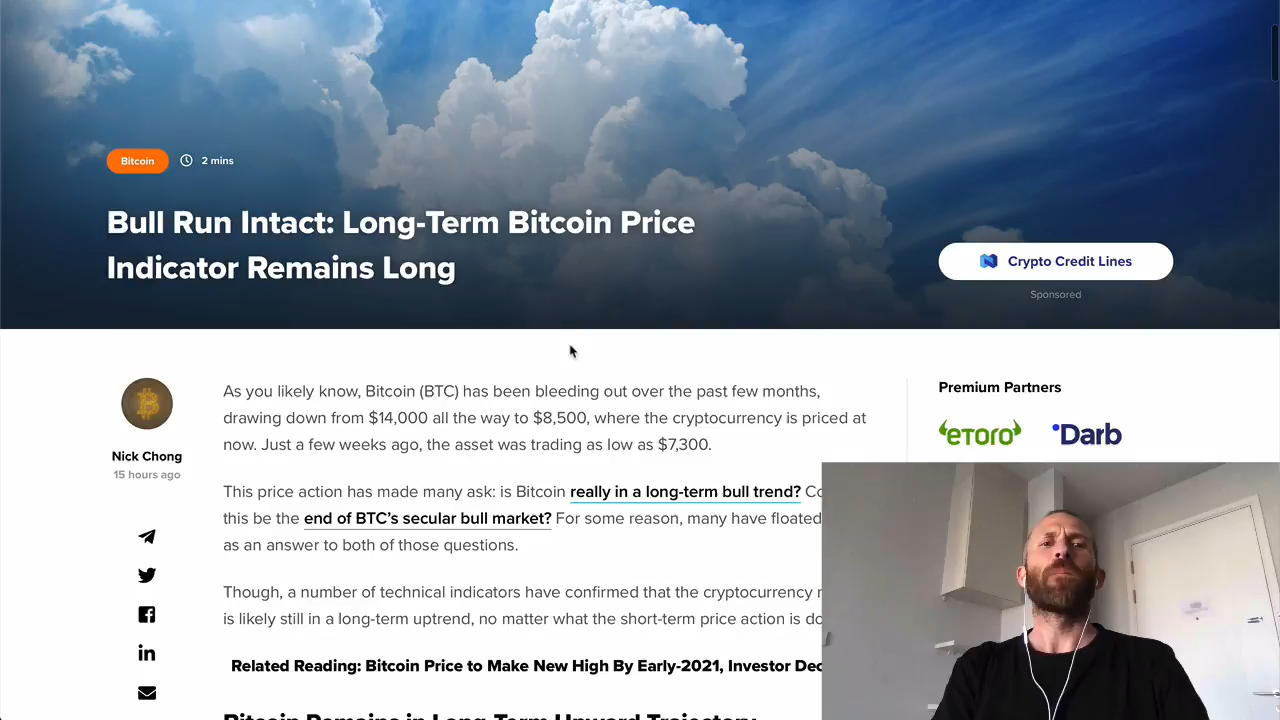 Bitcoin 2 mins
Bull Run Intact: Long-Term Bitcoin Price
Indicator Remains Long
Crypto Credit Lines
Sponsored
Nick Chong
15 hours ago
As you likely know, Bitcoin (BTC) has been bleeding out over the past few months,
drawing down from $14,000 all the way to $8,500, where the cryptocurrency is priced at
now. Just a few weeks ago, the asset was trading as low as $7,300.
This price action has made many ask: is Bitcoin really in a long-term bull trend?
this be the end of BTC’s secular bull market? For some reason, many have floated
as an answer to both of those questions.
Though, a number of technical indicators have confirmed that the cryptocurrency
is likely still in a long-term uptrend, no matter what the short-term price action is
Related Reading: Bitcoin Price to Make New High By Early-2021, Investor
Bitcoin Remains in Long-Term Upward Trajectory
Premium Partners
eToro Darb